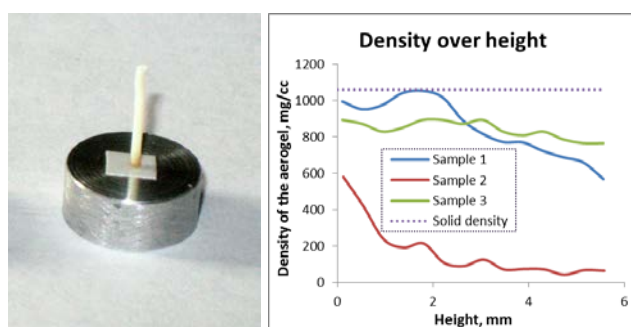 Density over height
Density of the aerogel, mg/cc
1200
1000
800
600
400
200
0
Sample 1
Sample 2
Sample 3
Solid density
0
2
4
6
Height, mm